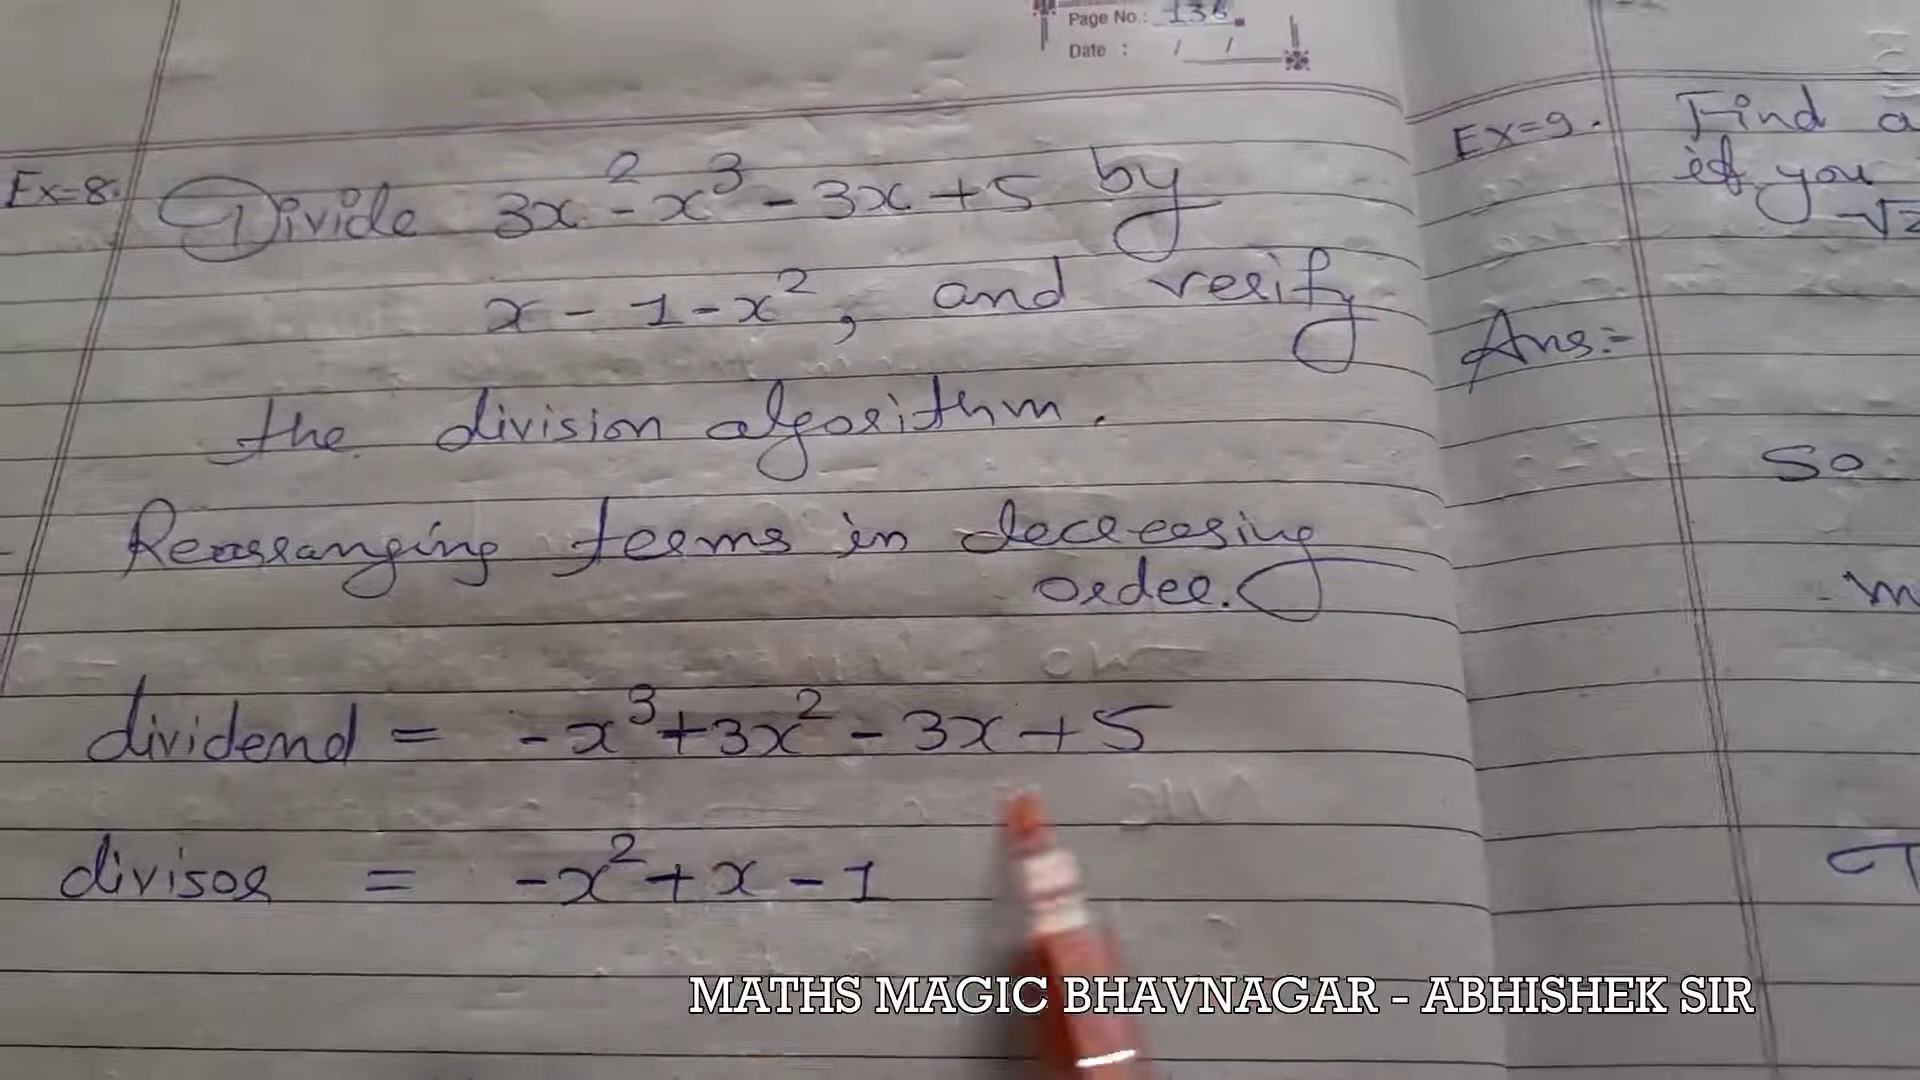 Page No.: 136
Date : / /
Ex=8. Divide 3x² - x³ - 3x + 5 by
x - 1 - x², and verify
the division algorithm.
Rearranging terms in decreasing
order.
dividend = -x³ + 3x² - 3x + 5
divisor = -x² + x - 1
Ex=9. Find a
if you
√2
Ans:-
So
MATHS MAGIC BHAVNAGAR - ABHISHEK SIR